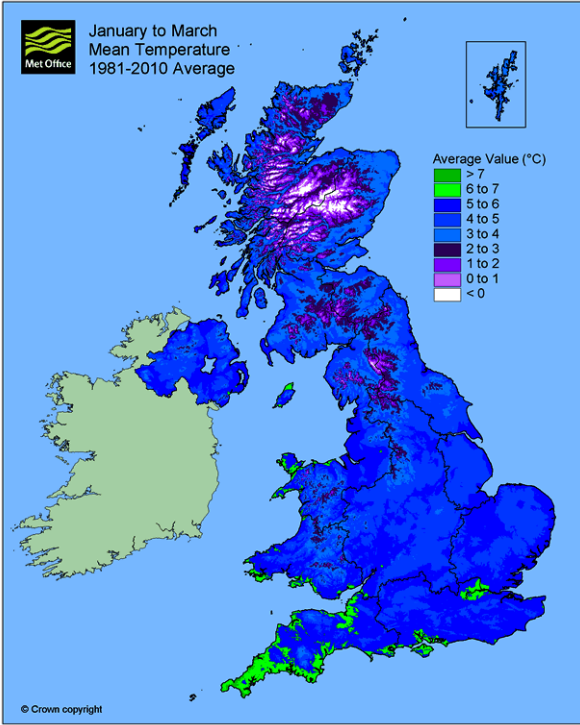 January to March
Mean Temperature
1981-2010 Average
Met Office
Average Value (°C)
> 7
6 to 7
5 to 6
4 to 5
3 to 4
2 to 3
1 to 2
0 to 1
< 0
© Crown copyright